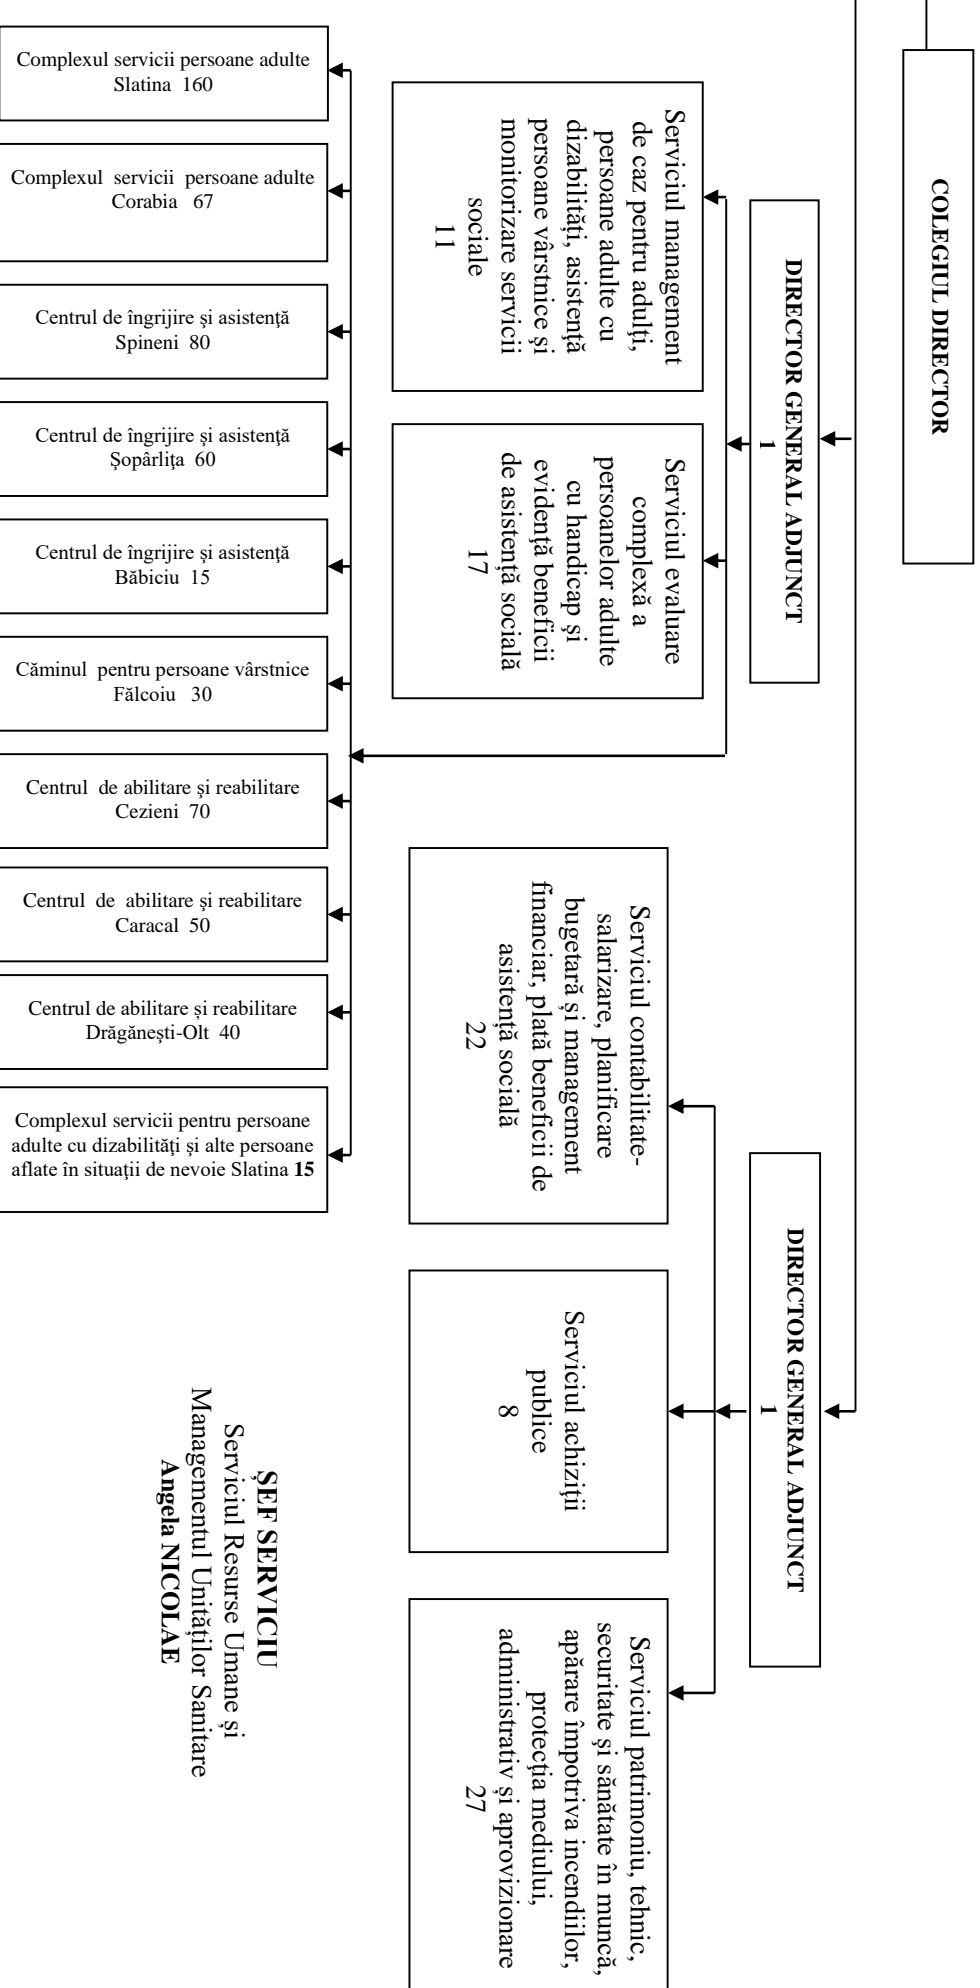 COLEGIUL DIRECTOR
DIRECTOR GENERAL ADJUNCT
1
DIRECTOR GENERAL ADJUNCT
1
Serviciul management
de caz pentru adulți,
persoane adulte cu
dizabilități, asistență
persoane vârstnice și
monitorizare servicii
sociale
11
Serviciul evaluare
complexă a
persoanelor adulte
cu handicap și
evidență beneficii
de asistență socială
17
Serviciul contabilitate-
salarizare, planificare
bugetară și management
financiar, plată beneficii de
asistență socială
22
Serviciul achiziții
publice
8
Serviciul patrimoniu, tehnic,
securitate și sănătate în muncă,
apărare împotriva incendiilor,
protecția mediului,
administrativ și aprovizionare
27
Complexul servicii persoane adulte
Slatina 160
Complexul servicii persoane adulte
Corabia 67
Centrul de îngrijire și asistență
Spineni 80
Centrul de îngrijire și asistență
Șopârlița 60
Centrul de îngrijire și asistență
Băbiciu 15
Căminul pentru persoane vârstnice
Fălcoiu 30
Centrul de abilitare și reabilitare
Cezieni 70
Centrul de abilitare și reabilitare
Caracal 50
Centrul de abilitare și reabilitare
Drăgănești-Olt 40
Complexul servicii pentru persoane
adulte cu dizabilități și alte persoane
aflate în situații de nevoie Slatina 15
ȘEF SERVICIU
Serviciul Resurse Umane și
Managementul Unităților Sanitare
Angela NICOLAE